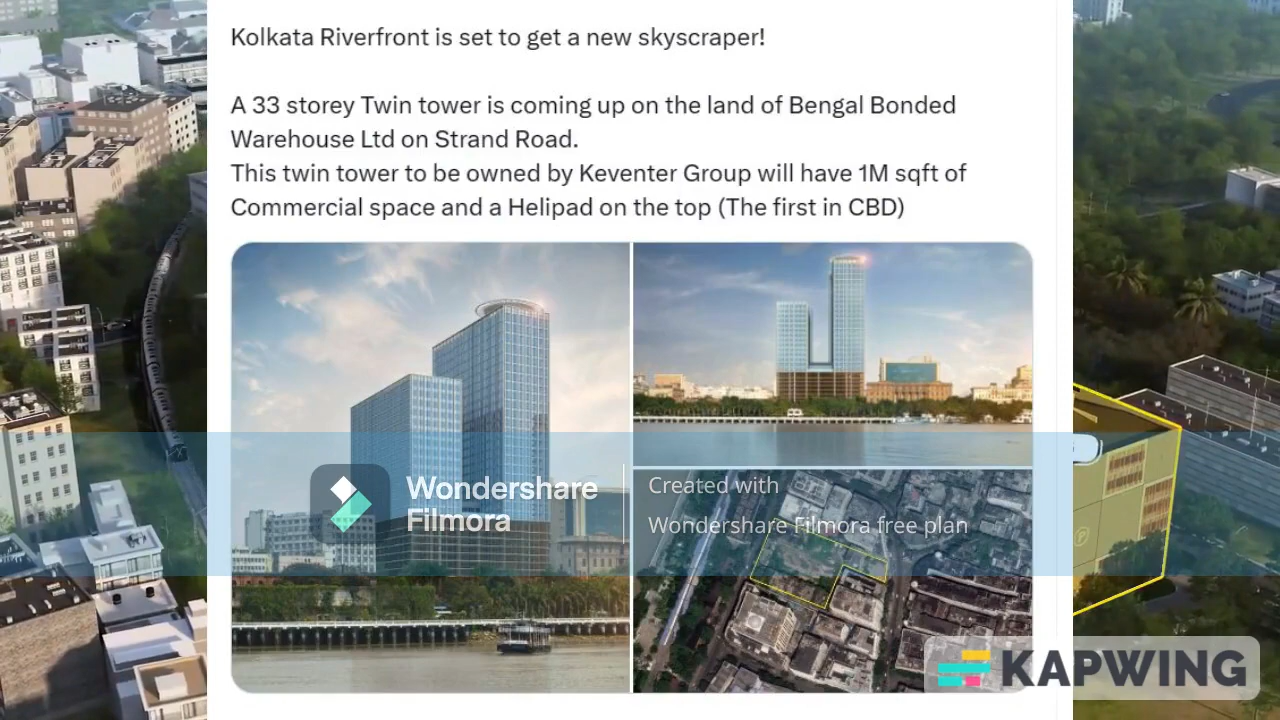 Kolkata Riverfront is set to get a new skyscraper!
A 33 storey Twin tower is coming up on the land of Bengal Bonded
Warehouse Ltd on Strand Road.
This twin tower to be owned by Keventer Group will have 1M sqft of
Commercial space and a Helipad on the top (The first in CBD)
Wondershare
Filmora
Created with
Wondershare Filmora free plan
P
KAPWING